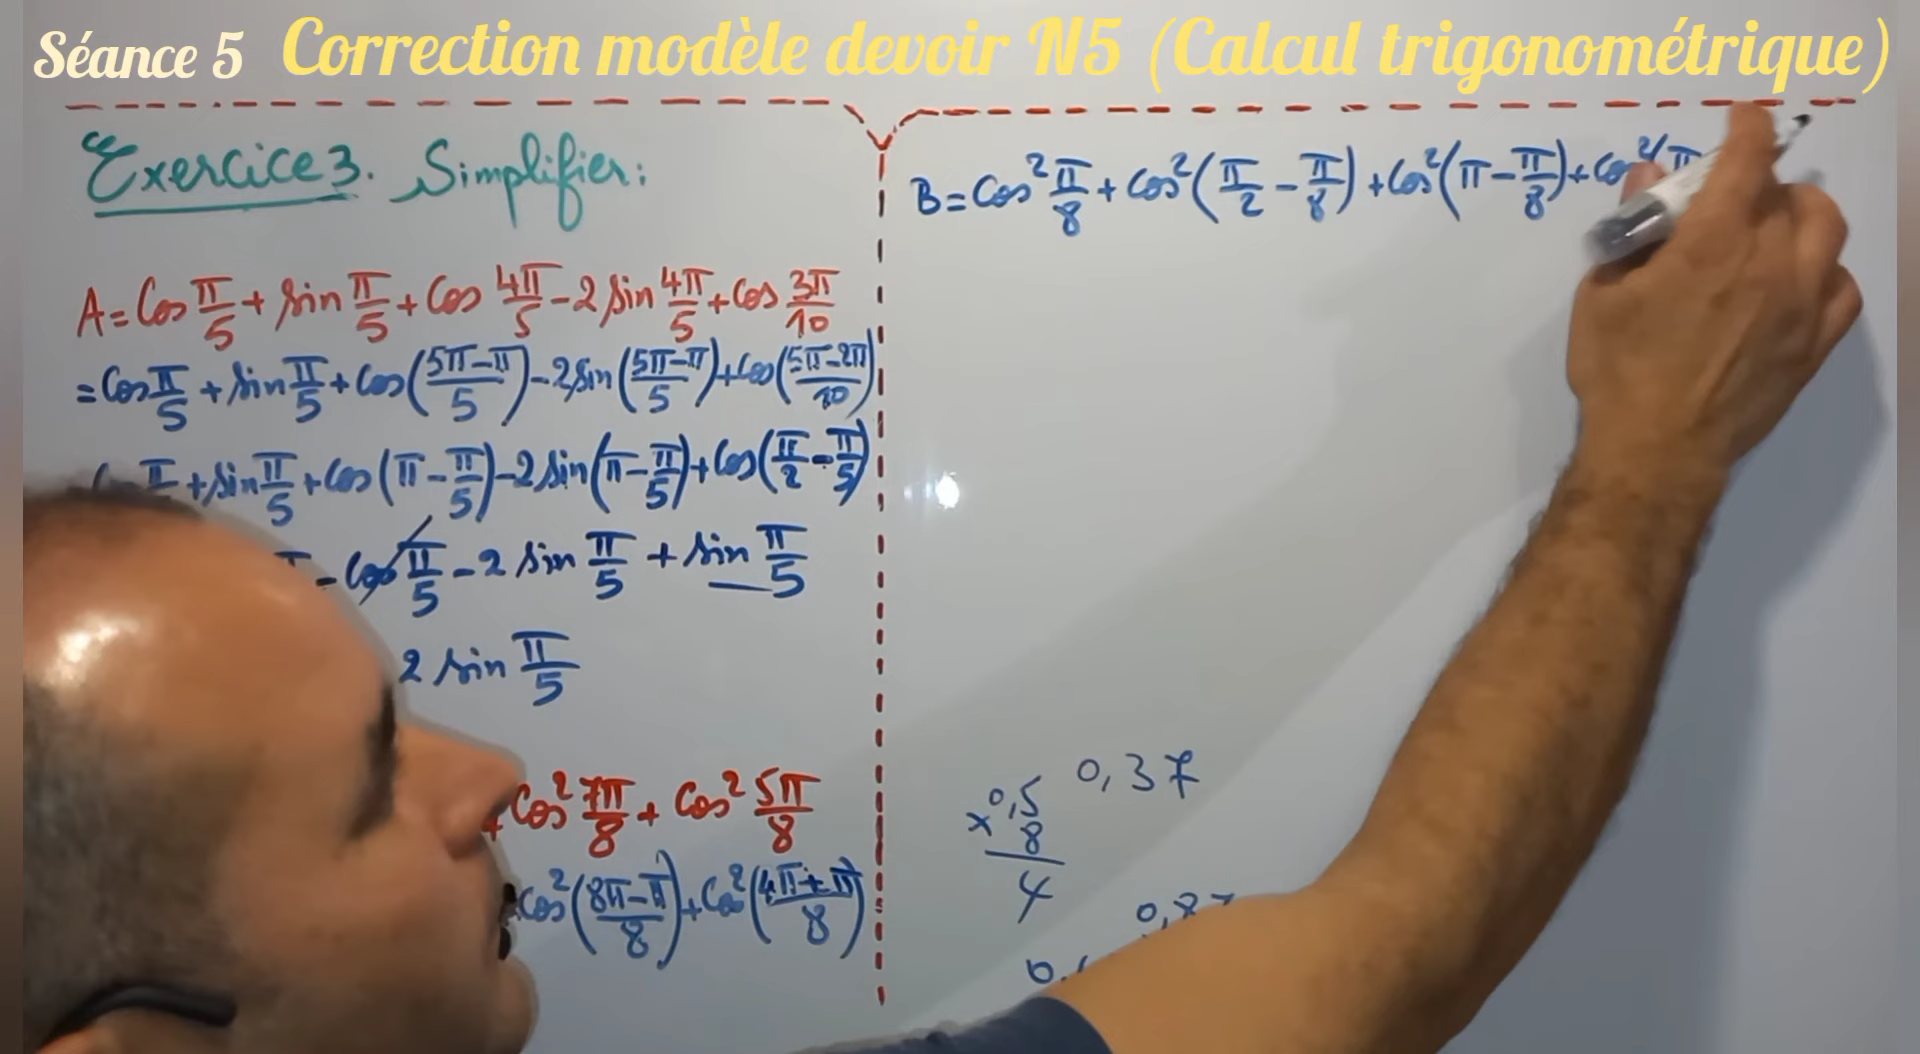 Séance 5 Correction modèle devoir N5 (Calcul trigonométrique)
Exercice 3. Simplifier:
A = Cos π/5 + sin π/5 + cos 4π/5 - 2 sin 4π/5 + cos 3π/10
= Cos π/5 + sin π/5 + cos(5π-π/5) - 2 sin(5π-π/5) + cos(5π-2π/10)
π + sin π/5 + cos(π - π/5) - 2 sin(π - π/5) + cos(π/2 - π/5)
π - cos π/5 - 2 sin π/5 + sin π/5
2 sin π/5
+ cos² 7π/8 + cos² 5π/8
cos²(8π-π/8) + cos²(4π+π/8)
B = Cos² π/8 + cos²(π/2 - π/8) + cos²(π - π/8) + cos²(π
0,37
0,5
× 8
4